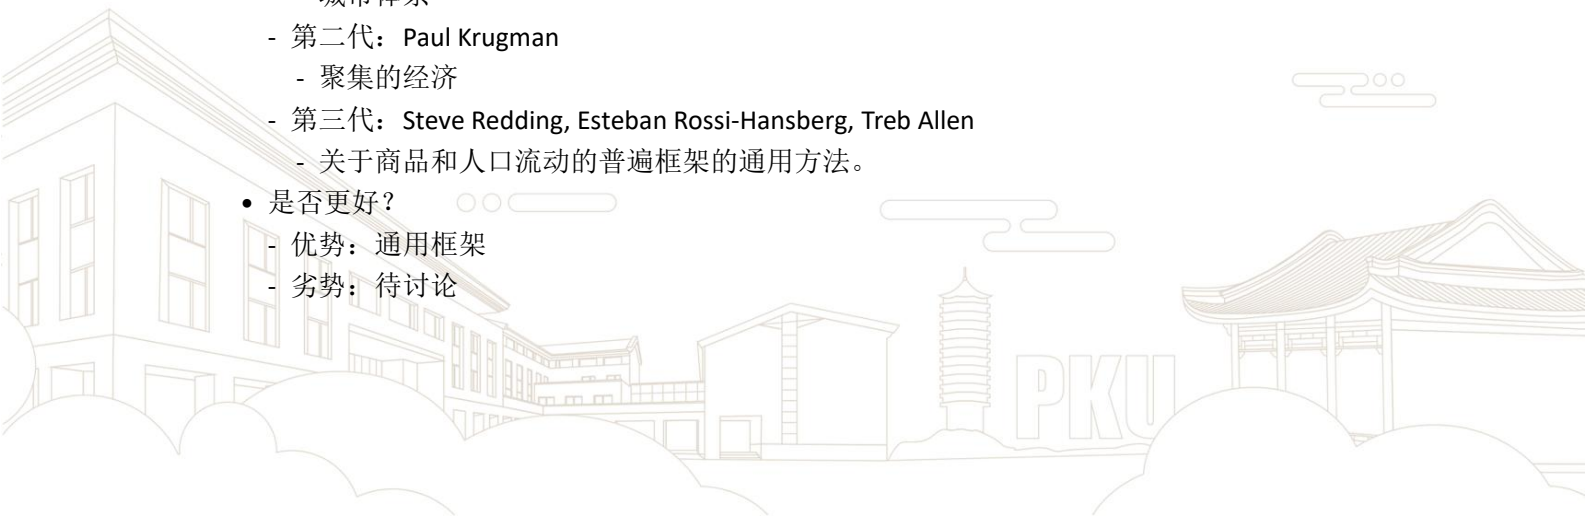 - 第二代：Paul Krugman
- 聚集的经济
- 第三代：Steve Redding, Esteban Rossi-Hansberg, Treb Allen
- 关于商品和人口流动的普遍框架的通用方法。
• 是否更好？
- 优势：通用框架
- 劣势：待讨论
PKU